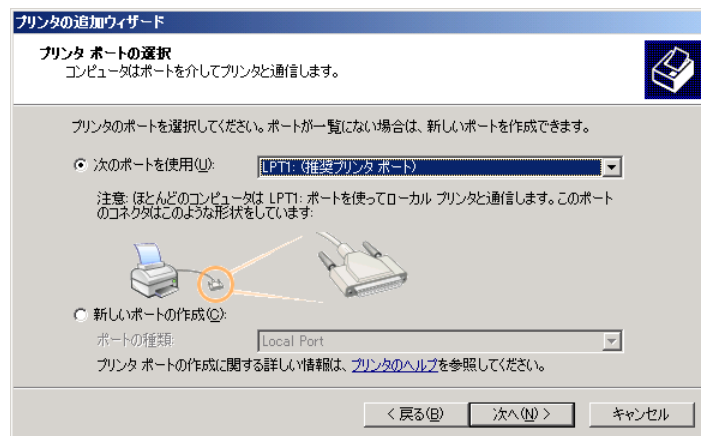 プリンタの追加ウィザード
プリンタ ポートの選択
コンピュータはポートを介してプリンタと通信します。
プリンタのポートを選択してください。ポートが一覧にない場合は、新しいポートを作成できます。
次のポートを使用(U):
LPT1: (推奨プリンタ ポート)
注意: ほとんどのコンピュータは LPT1: ポートを使ってローカル プリンタと通信します。このポート
のコネクタはこのような形状をしています:
新しいポートの作成(C):
ポートの種類:
Local Port
プリンタ ポートの作成に関する詳しい情報は、プリンタのヘルプを参照してください。
< 戻る(B)
次へ(N) >
キャンセル